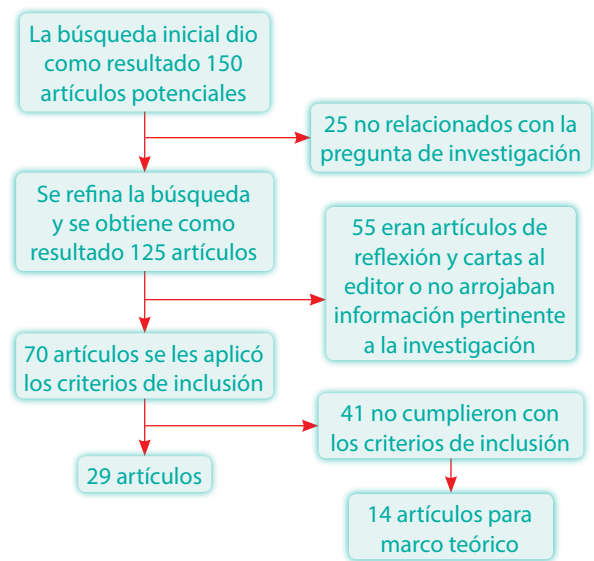 La búsqueda inicial dio
como resultado 150
artículos potenciales
25 no relacionados con la
pregunta de investigación
Se refina la búsqueda
y se obtiene como
resultado 125 artículos
55 eran artículos de
reflexión y cartas al
editor o no arrojaban
información pertinente
a la investigación
70 artículos se les aplicó
los criterios de inclusión
41 no cumplieron con
los criterios de inclusión
29 artículos
14 artículos para
marco teórico